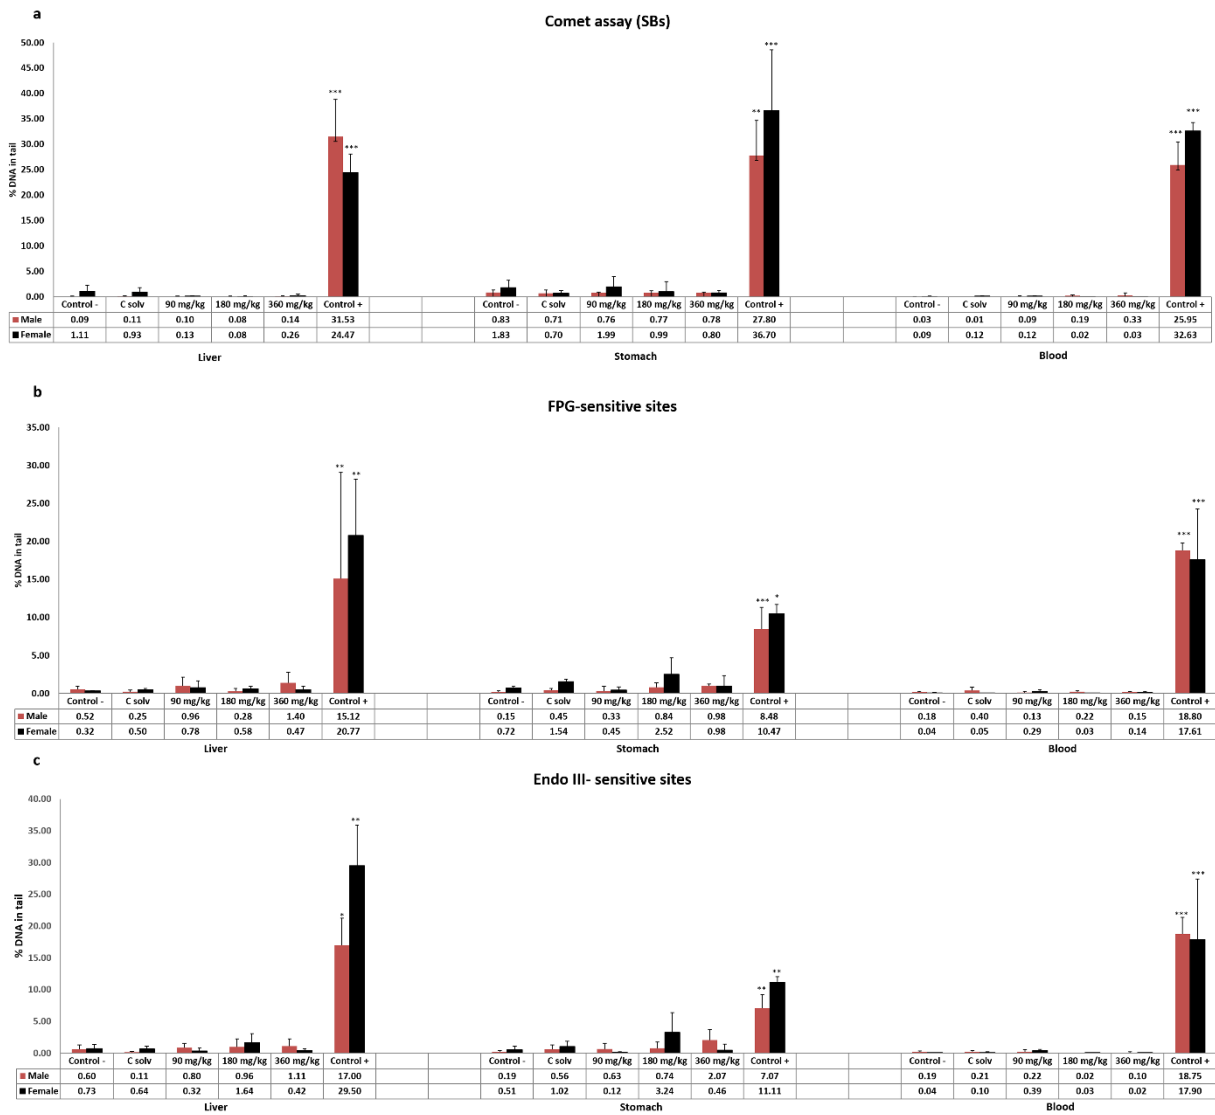 a
Comet assay (SBs)
50.00
45.00
40.00
35.00
30.00
25.00
20.00
15.00
10.00
5.00
0.00
% DNA in tail
*** *** ** *** *** ***
Control - C solv 90 mg/kg 180 mg/kg 360 mg/kg Control + Control - C solv 90 mg/kg 180 mg/kg 360 mg/kg Control + Control - C solv 90 mg/kg 180 mg/kg 360 mg/kg Control +
Male 0.09 0.11 0.10 0.08 0.14 31.53 0.83 0.71 0.76 0.77 0.78 27.80 0.03 0.01 0.09 0.19 0.33 25.95
Female 1.11 0.93 0.13 0.08 0.26 24.47 1.83 0.70 1.99 0.99 0.80 36.70 0.09 0.12 0.12 0.02 0.03 32.63
Liver Stomach Blood
b
FPG-sensitive sites
35.00
30.00
25.00
20.00
15.00
10.00
5.00
0.00
% DNA in tail
** ** *** * *** ***
Control - C solv 90 mg/kg 180 mg/kg 360 mg/kg Control + Control - C solv 90 mg/kg 180 mg/kg 360 mg/kg Control + Control - C solv 90 mg/kg 180 mg/kg 360 mg/kg Control +
Male 0.52 0.25 0.96 0.28 1.40 15.12 0.15 0.45 0.33 0.84 0.98 8.48 0.18 0.40 0.13 0.22 0.15 18.80
Female 0.32 0.50 0.78 0.58 0.47 20.77 0.72 1.54 0.45 2.52 0.98 10.47 0.04 0.05 0.29 0.03 0.14 17.61
Liver Stomach Blood
c
Endo III- sensitive sites
40.00
35.00
30.00
25.00
20.00
15.00
10.00
5.00
0.00
% DNA in tail
* ** ** ** *** ***
Control - C solv 90 mg/kg 180 mg/kg 360 mg/kg Control + Control - C solv 90 mg/kg 180 mg/kg 360 mg/kg Control + Control - C solv 90 mg/kg 180 mg/kg 360 mg/kg Control +
Male 0.60 0.11 0.80 0.96 1.11 17.00 0.19 0.56 0.63 0.74 2.07 7.07 0.19 0.21 0.22 0.02 0.10 18.75
Female 0.73 0.64 0.32 1.64 0.42 29.50 0.51 1.02 0.12 3.24 0.46 11.11 0.04 0.10 0.39 0.03 0.02 17.90
Liver Stomach Blood